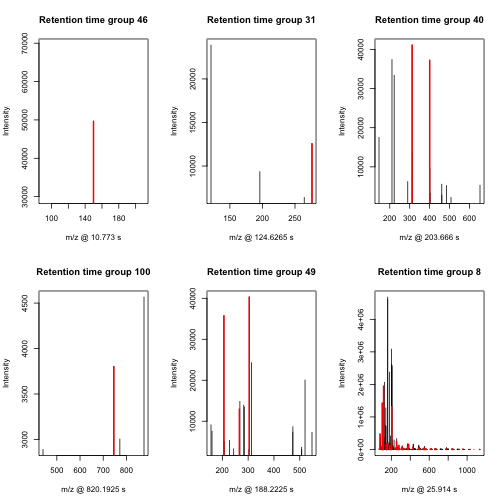 Retention time group 46
Intensity
30000 40000 50000 60000 70000
100 150 200
m/z @ 10.773 s
Retention time group 31
Intensity
10000 20000
150 200 250
m/z @ 124.6265 s
Retention time group 40
Intensity
10000 20000 30000 40000
200 300 400 500 600
m/z @ 203.666 s
Retention time group 100
Intensity
3000 3500 4000 4500
500 600 700 800
m/z @ 820.1925 s
Retention time group 49
Intensity
10000 20000 30000 40000
200 300 400 500
m/z @ 188.2225 s
Retention time group 8
Intensity
0e+00 1e+06 2e+06 3e+06 4e+06
200 600 1000
m/z @ 25.914 s